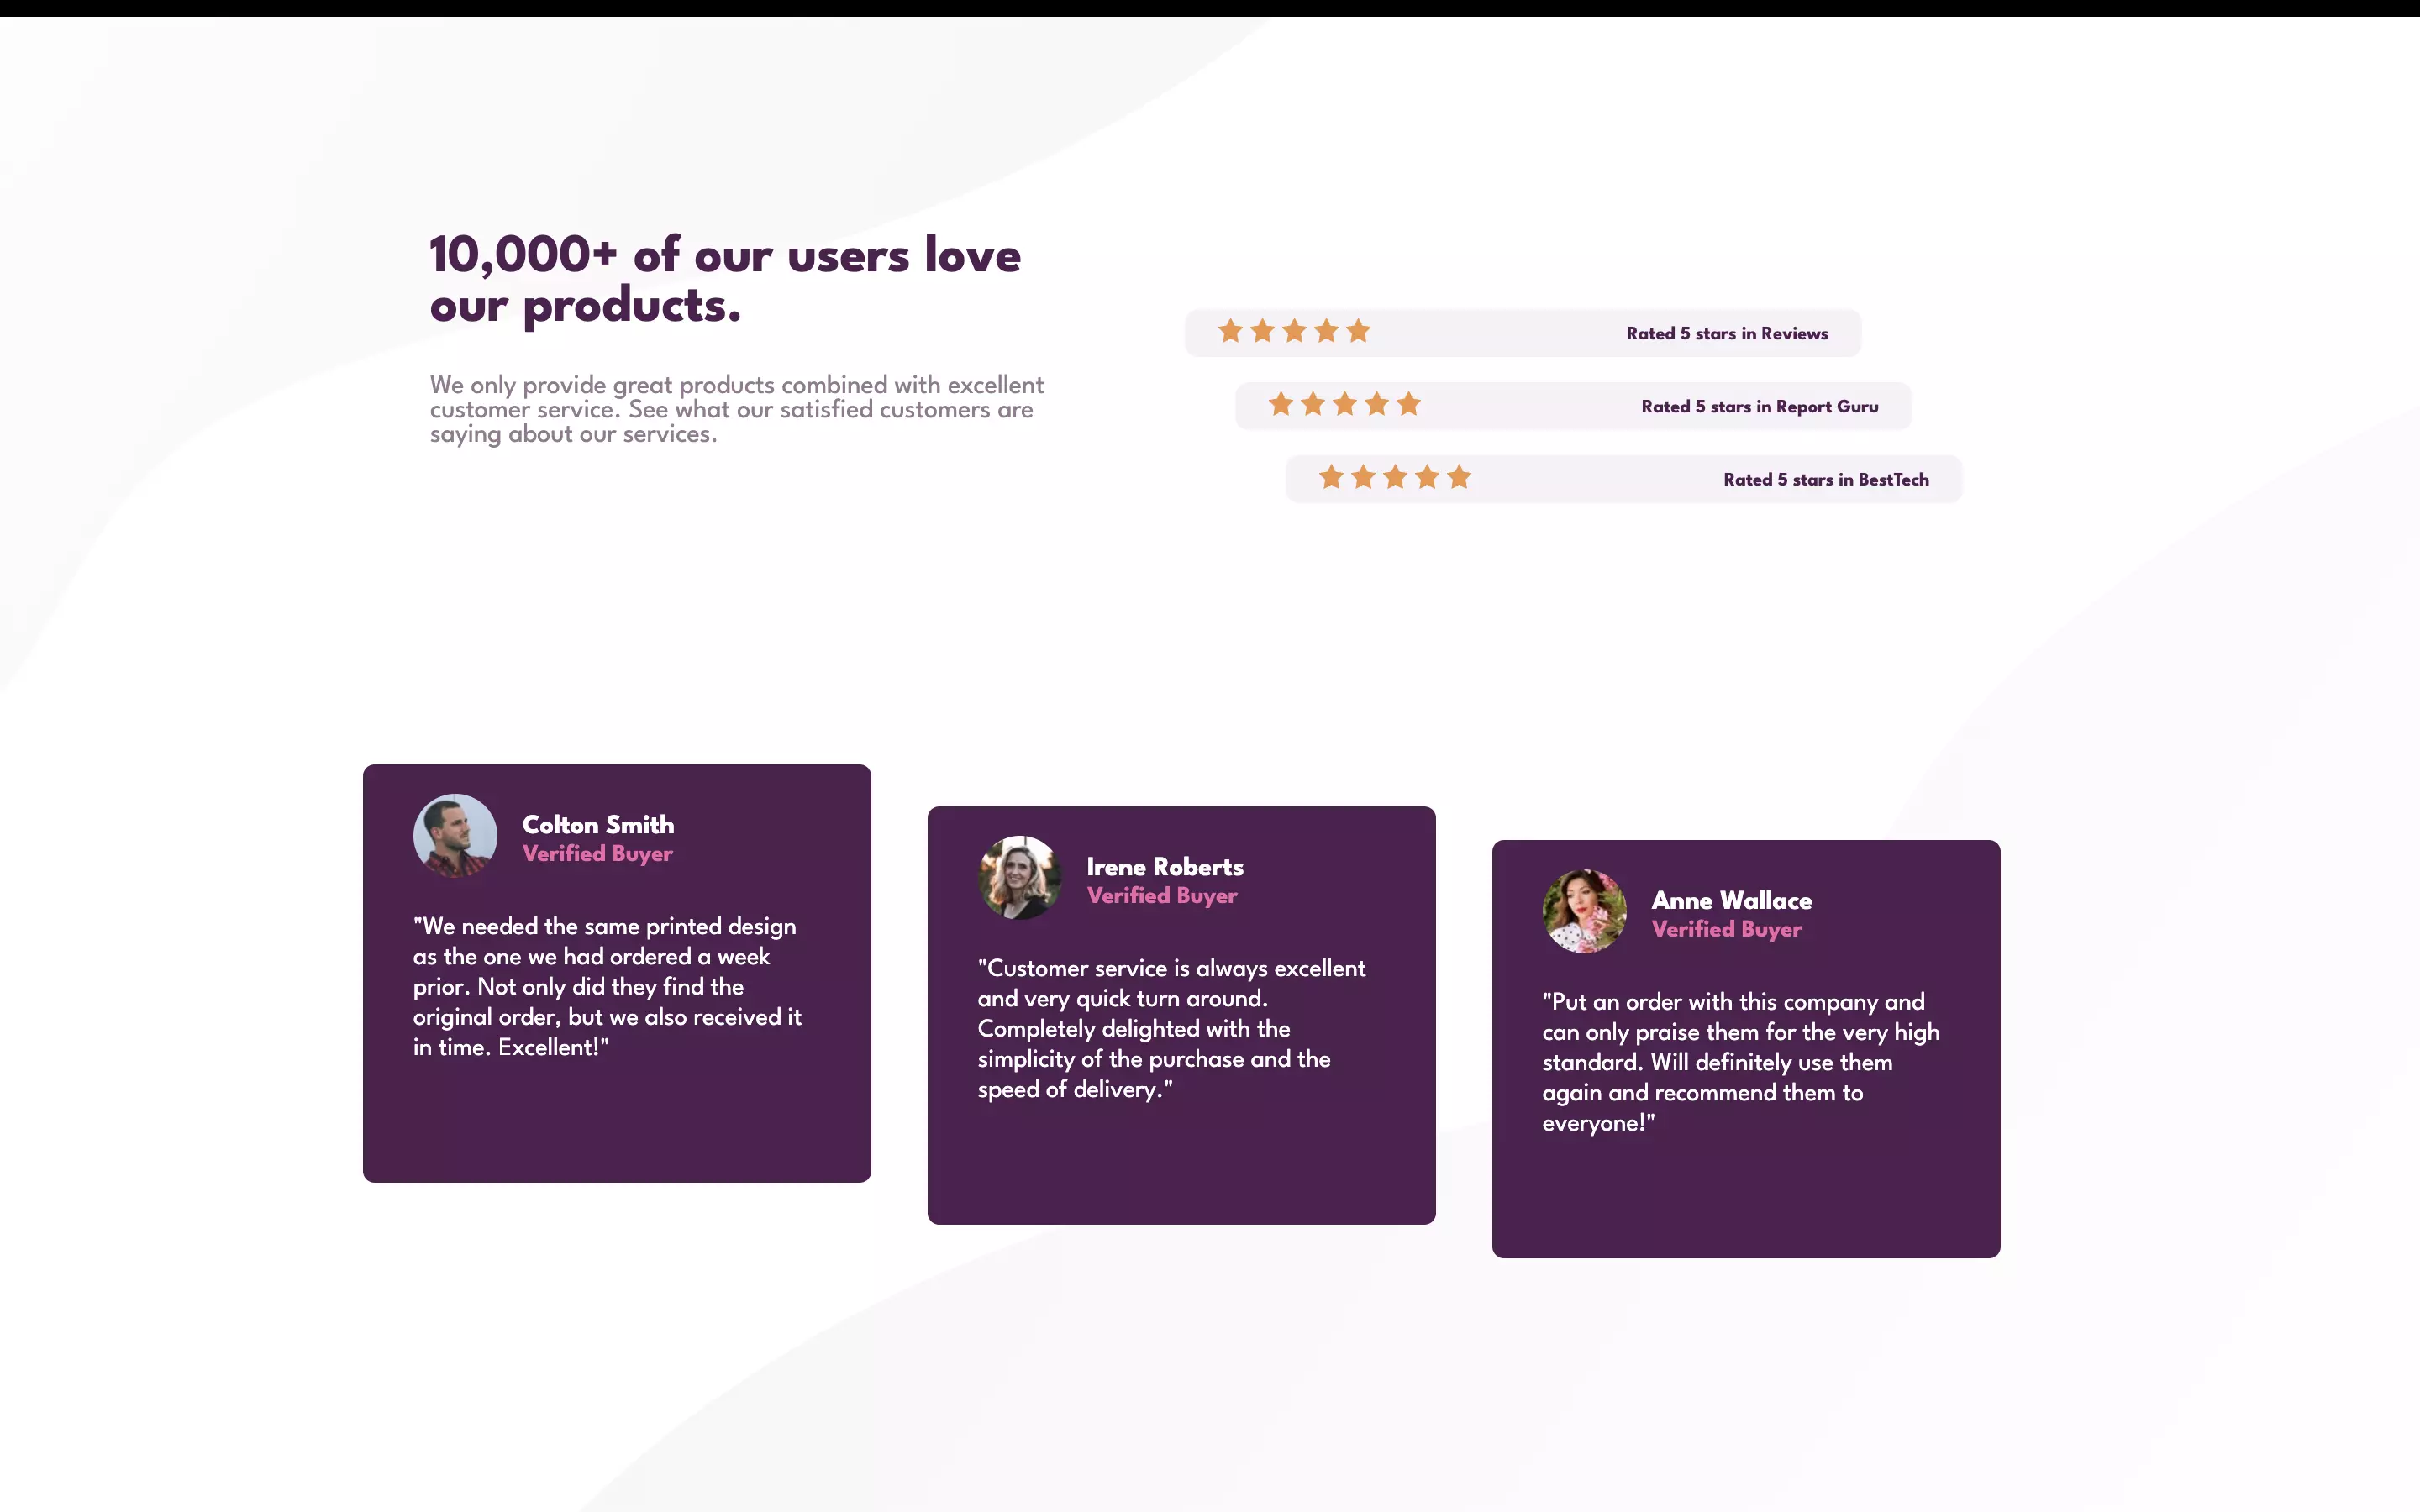 10,000+ of our users love
our products.
We only provide great products combined with excellent
customer service. See what our satisfied customers are
saying about our services.
Rated 5 stars in Reviews
Rated 5 stars in Report Guru
Rated 5 stars in BestTech
Colton Smith
Verified Buyer
"We needed the same printed design
as the one we had ordered a week
prior. Not only did they find the
original order, but we also received it
in time. Excellent!"
Irene Roberts
Verified Buyer
"Customer service is always excellent
and very quick turn around.
Completely delighted with the
simplicity of the purchase and the
speed of delivery."
Anne Wallace
Verified Buyer
"Put an order with this company and
can only praise them for the very high
standard. Will definitely use them
again and recommend them to
everyone!"